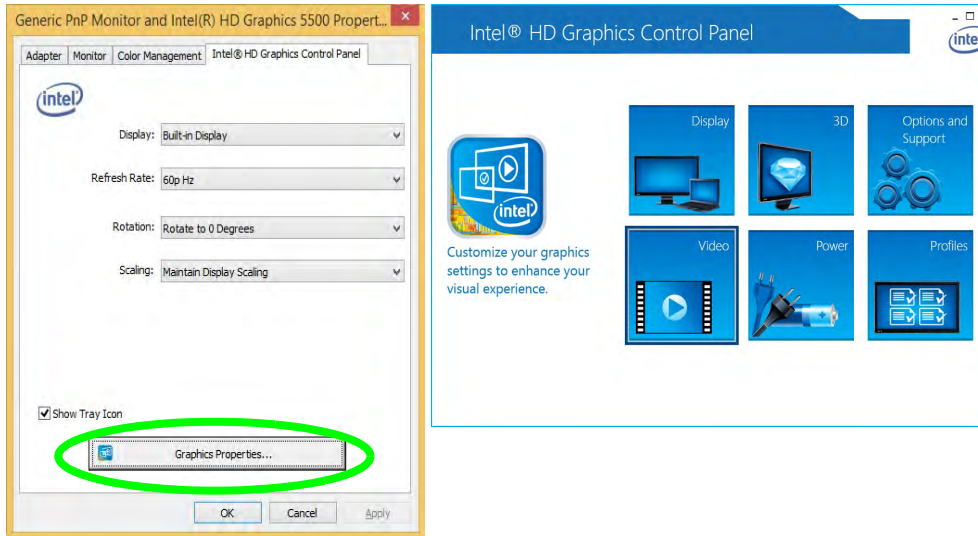 Generic PnP Monitor and Intel(R) HD Graphics 5500 Propert...
Adapter
Monitor
Color Management
Intel® HD Graphics Control Panel
intel
Display:
Built-in Display
Refresh Rate:
60p Hz
Rotation:
Rotate to 0 Degrees
Scaling:
Maintain Display Scaling
Show Tray Icon
Graphics Properties...
OK
Cancel
Apply
Intel® HD Graphics Control Panel
inte
intel
Customize your graphics
settings to enhance your
visual experience.
Display
3D
Options and
Support
Video
Power
Profiles